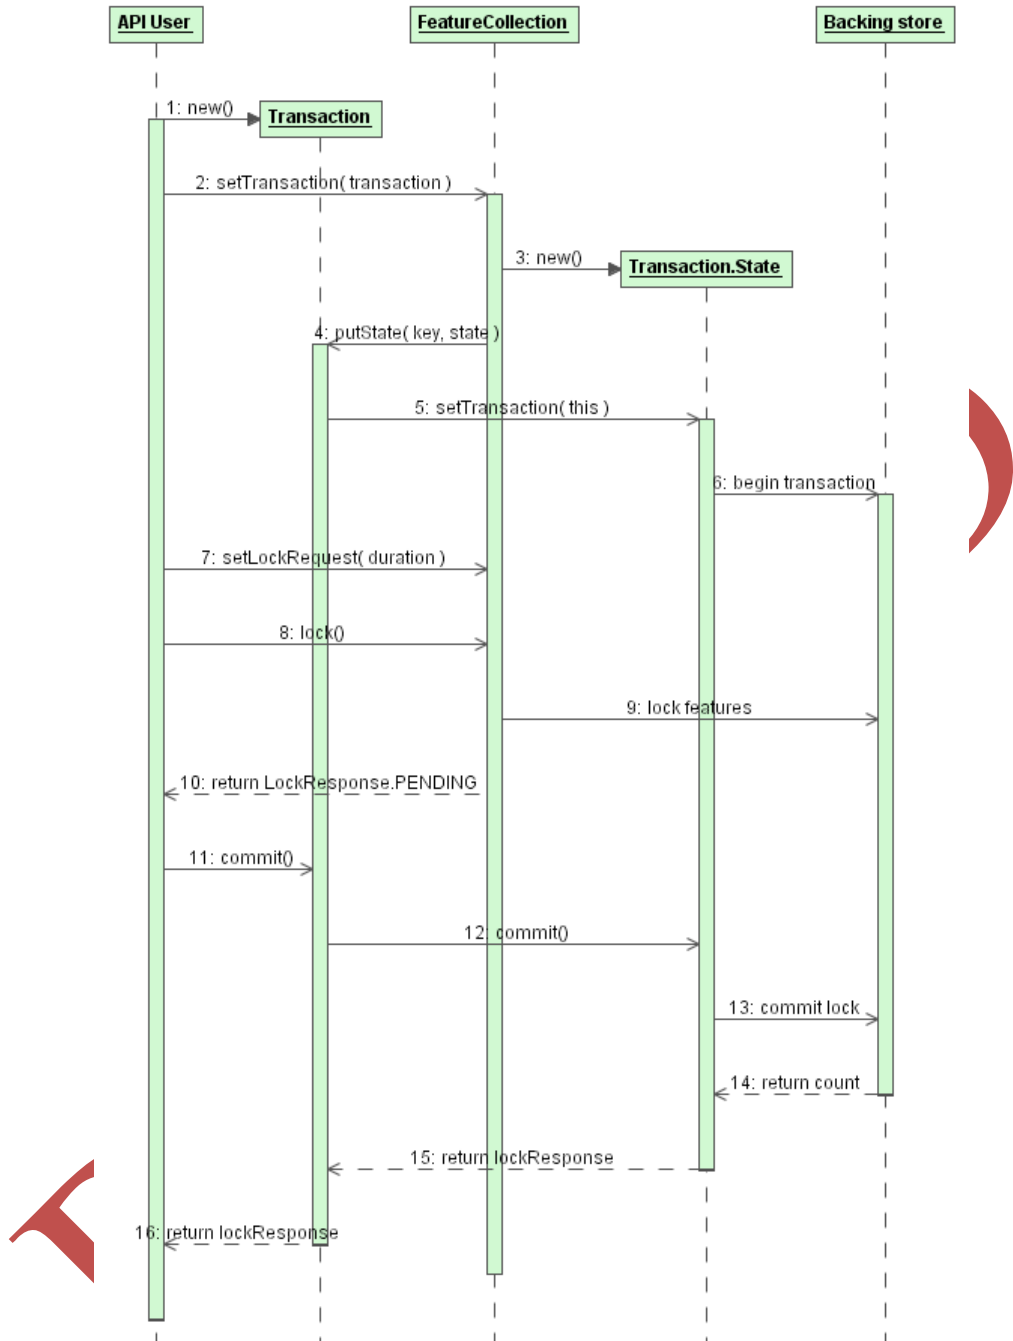 API User
FeatureCollection
Backing store
1: new()
Transaction
2: setTransaction( transaction )
3: new()
Transaction.State
4: putState( key, state )
5: setTransaction( this )
6: begin transaction
7: setLockRequest( duration )
8: lock()
9: lock features
10: return LockResponse.PENDING
11: commit()
12: commit()
13: commit lock
14: return count
15: return lockResponse
16: return lockResponse